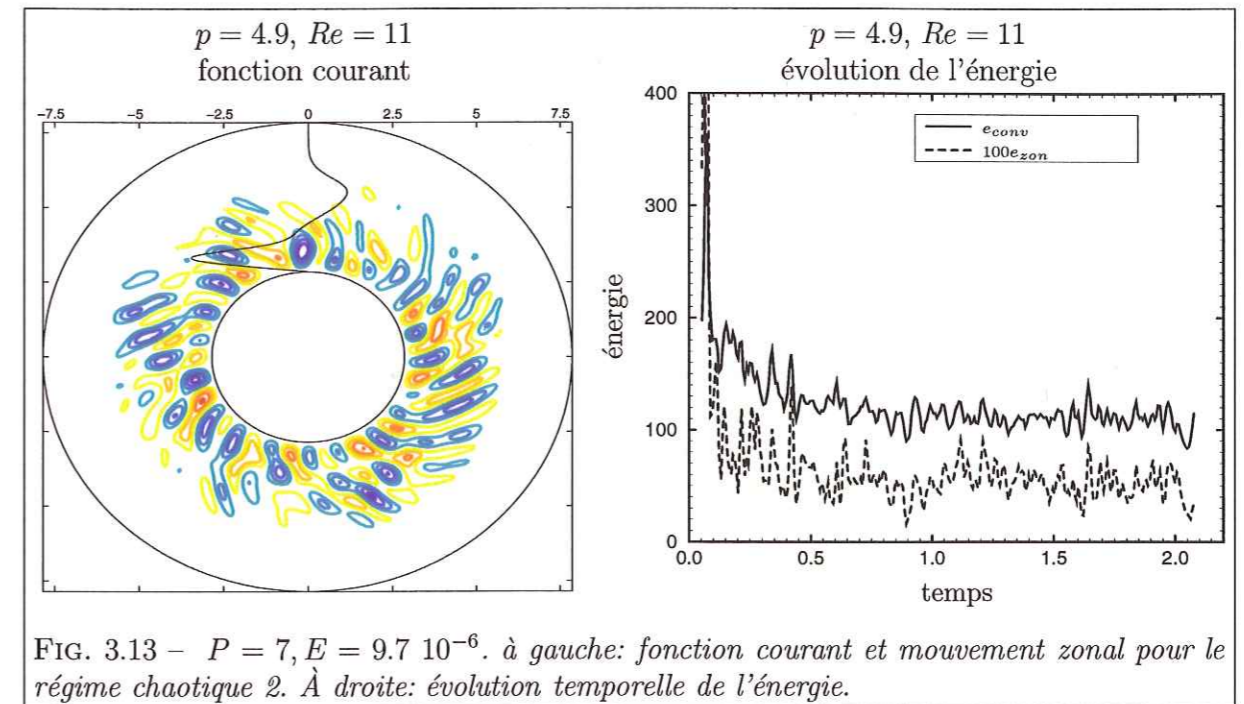 p = 4.9, Re = 11
fonction courant
-7.5 -5 -2.5 0 2.5 5 7.5
p = 4.9, Re = 11
évolution de l'énergie
400
300
200
100
0
énergie
e_conv
100e_zon
0.0 0.5 1.0 1.5 2.0
temps
FIG. 3.13 – P = 7, E = 9.7 10⁻⁶. à gauche: fonction courant et mouvement zonal pour le
régime chaotique 2. À droite: évolution temporelle de l'énergie.